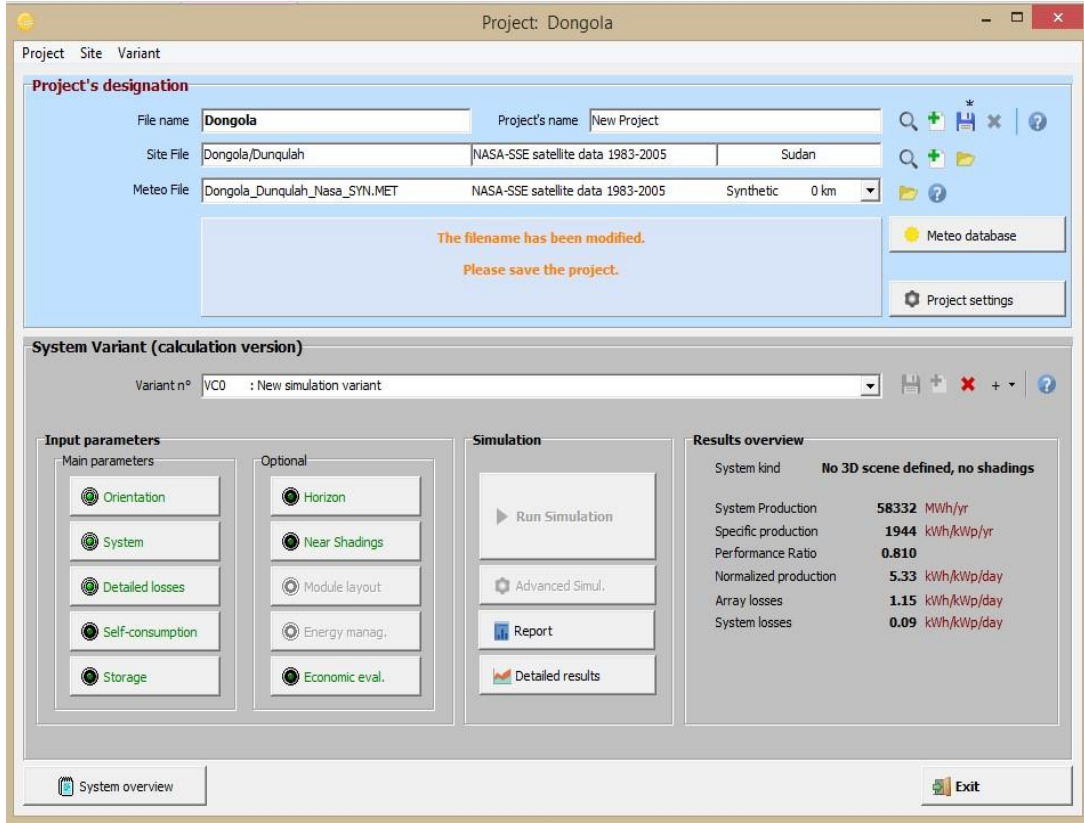 Project: Dongola
Project Site Variant
Project's designation
File name Dongola Project's name New Project
*
Site File Dongola/Dunqulah NASA-SSE satellite data 1983-2005 Sudan
Meteo File Dongola_Dunqulah_Nasa_SYN.MET NASA-SSE satellite data 1983-2005 Synthetic 0 km
The filename has been modified.
Please save the project.
Meteo database
Project settings
System Variant (calculation version)
Variant n° VC0 : New simulation variant
Input parameters
Main parameters
Orientation
System
Detailed losses
Self-consumption
Storage
Optional
Horizon
Near Shadings
Module layout
Energy manag.
Economic eval.
Simulation
Run Simulation
Advanced Simul.
Report
Detailed results
Results overview
System kind No 3D scene defined, no shadings
System Production 58332 MWh/yr
Specific production 1944 kWh/kWp/yr
Performance Ratio 0.810
Normalized production 5.33 kWh/kWp/day
Array losses 1.15 kWh/kWp/day
System losses 0.09 kWh/kWp/day
System overview
Exit